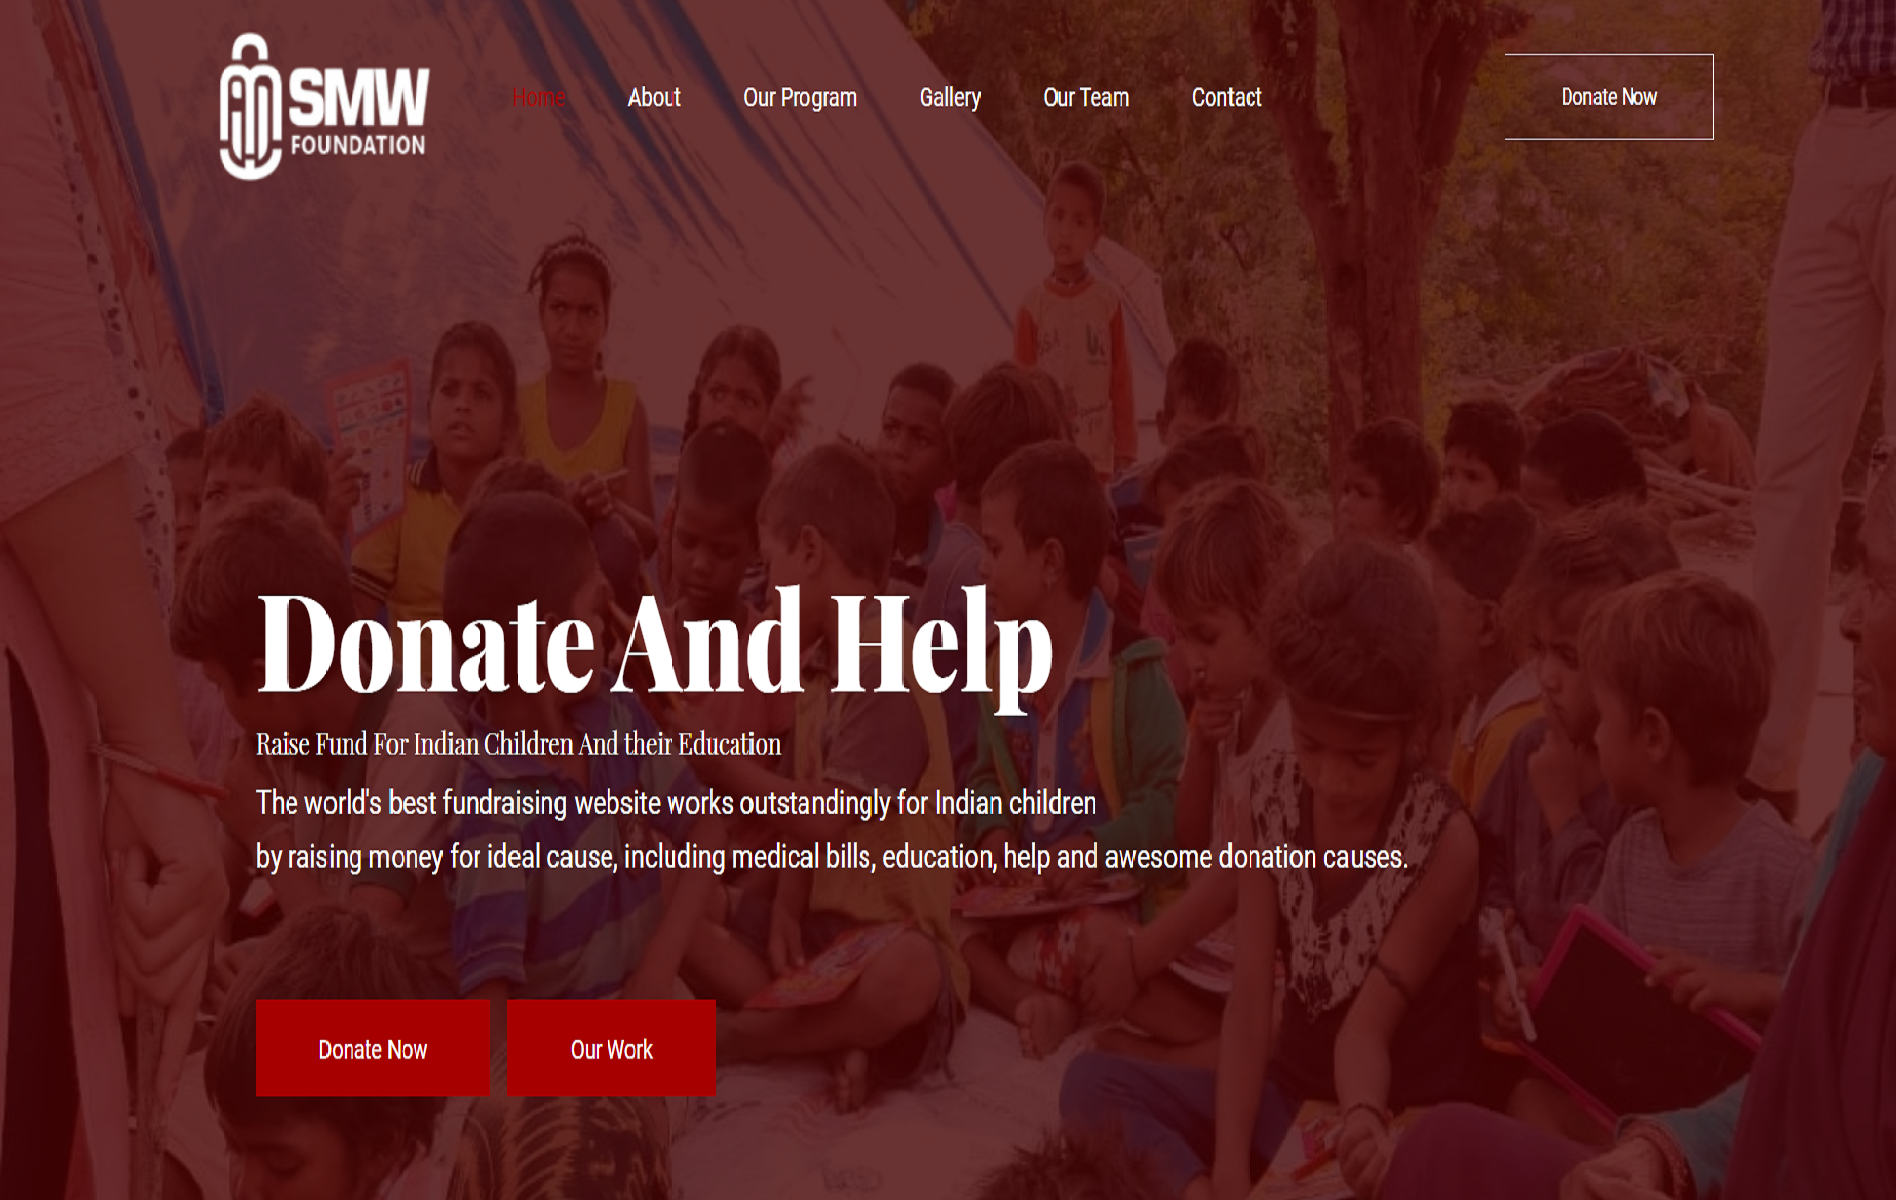 SMW
FOUNDATION
Home
About
Our Program
Gallery
Our Team
Contact
Donate Now
Donate And Help
Raise Fund For Indian Children And their Education
The world's best fundraising website works outstandingly for Indian children
by raising money for ideal cause, including medical bills, education, help and awesome donation causes.
Donate Now
Our Work